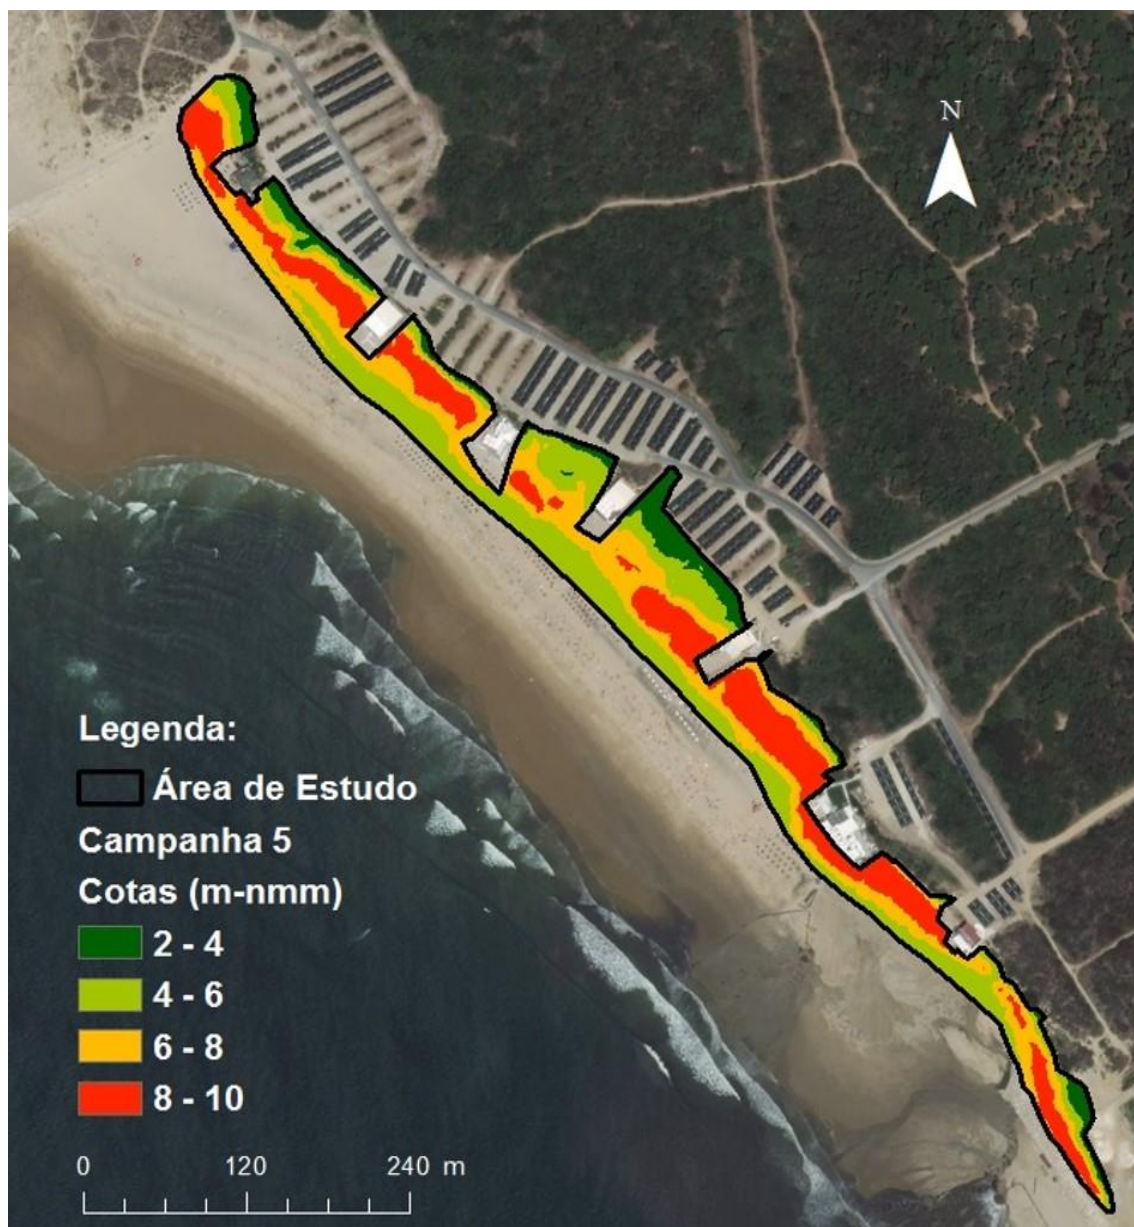 N
Legenda:
Área de Estudo
Campanha 5
Cotas (m-nmm)
2 - 4
4 - 6
6 - 8
8 - 10
0 120 240 m